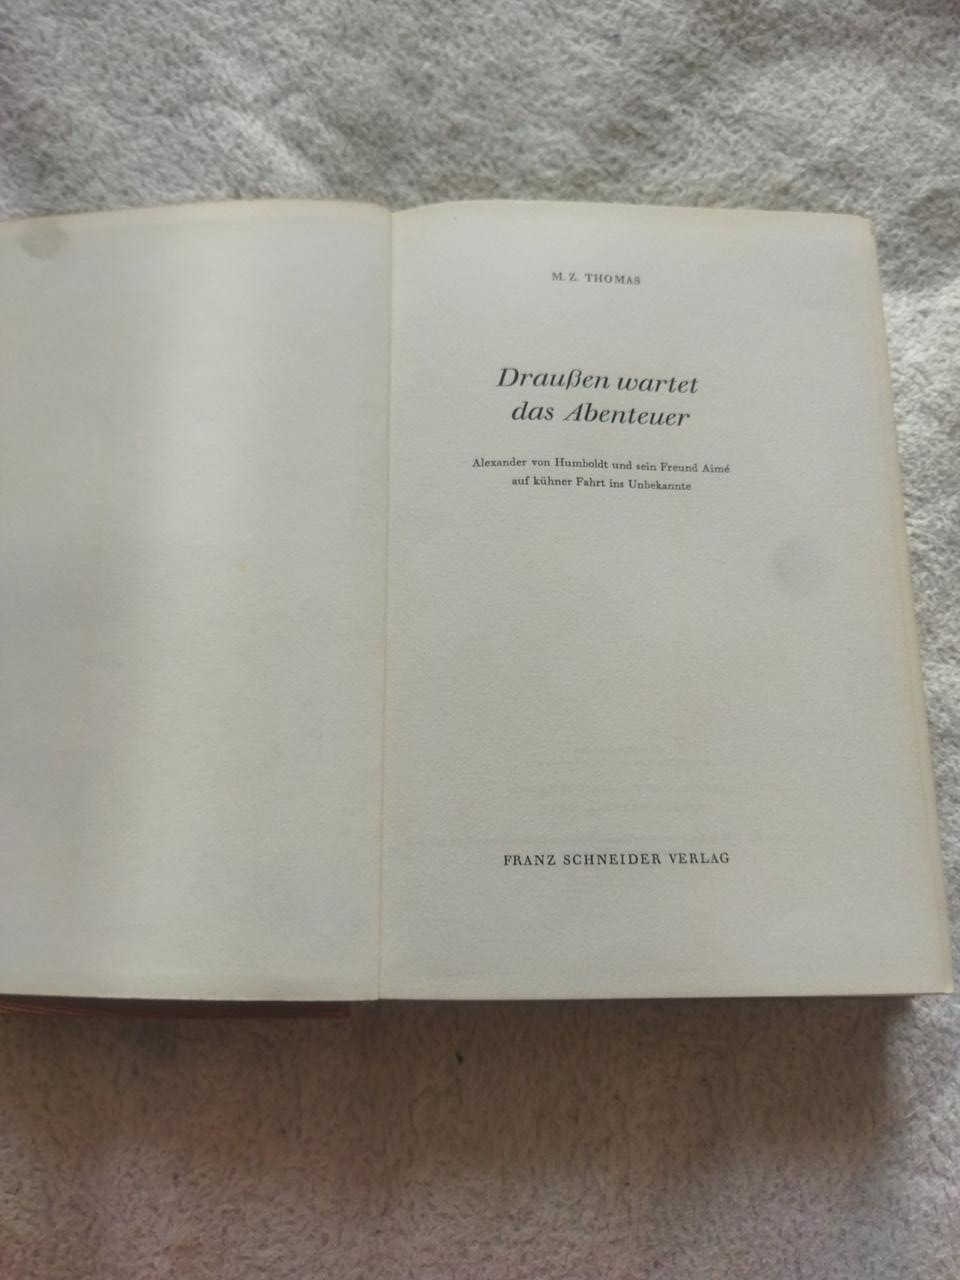 M. Z. THOMAS
Draußen wartet
das Abenteuer
Alexander von Humboldt und sein Freund Aimé
auf kühner Fahrt ins Unbekannte
FRANZ SCHNEIDER VERLAG